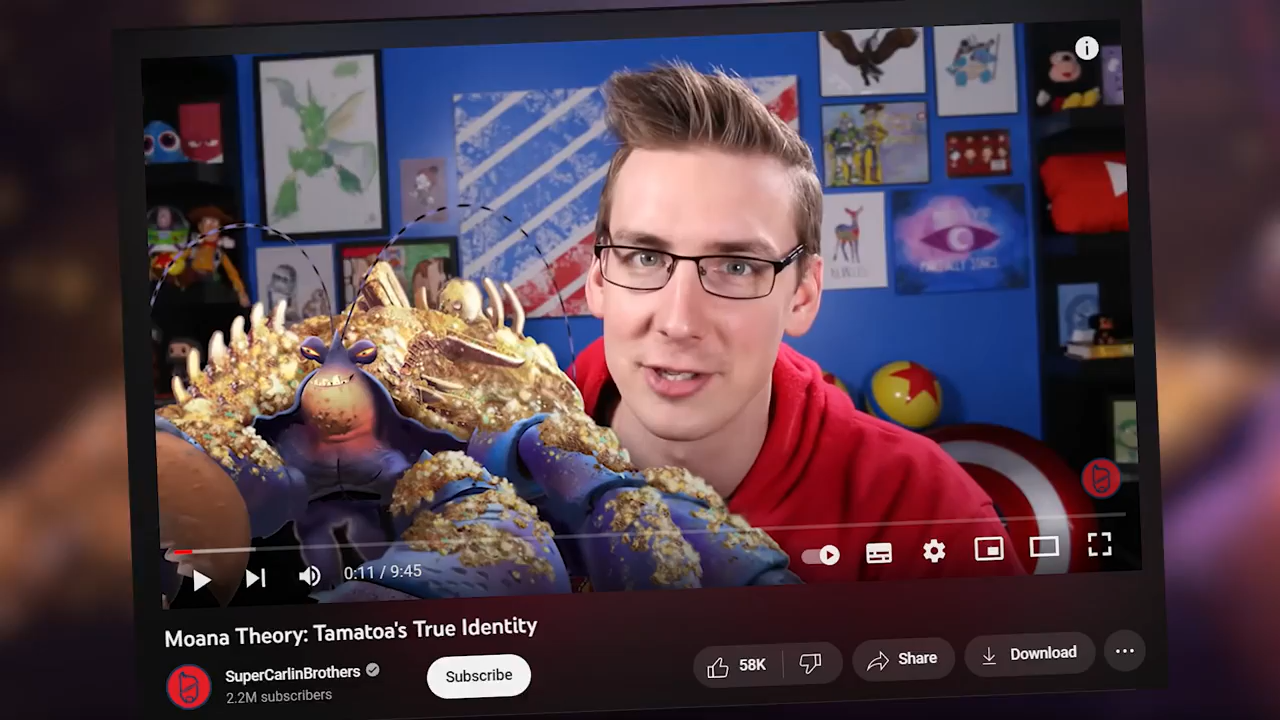 i
0:11 / 9:45
Moana Theory: Tamatoa's True Identity
SuperCarlinBrothers
2.2M subscribers
Subscribe
58K
Share
Download